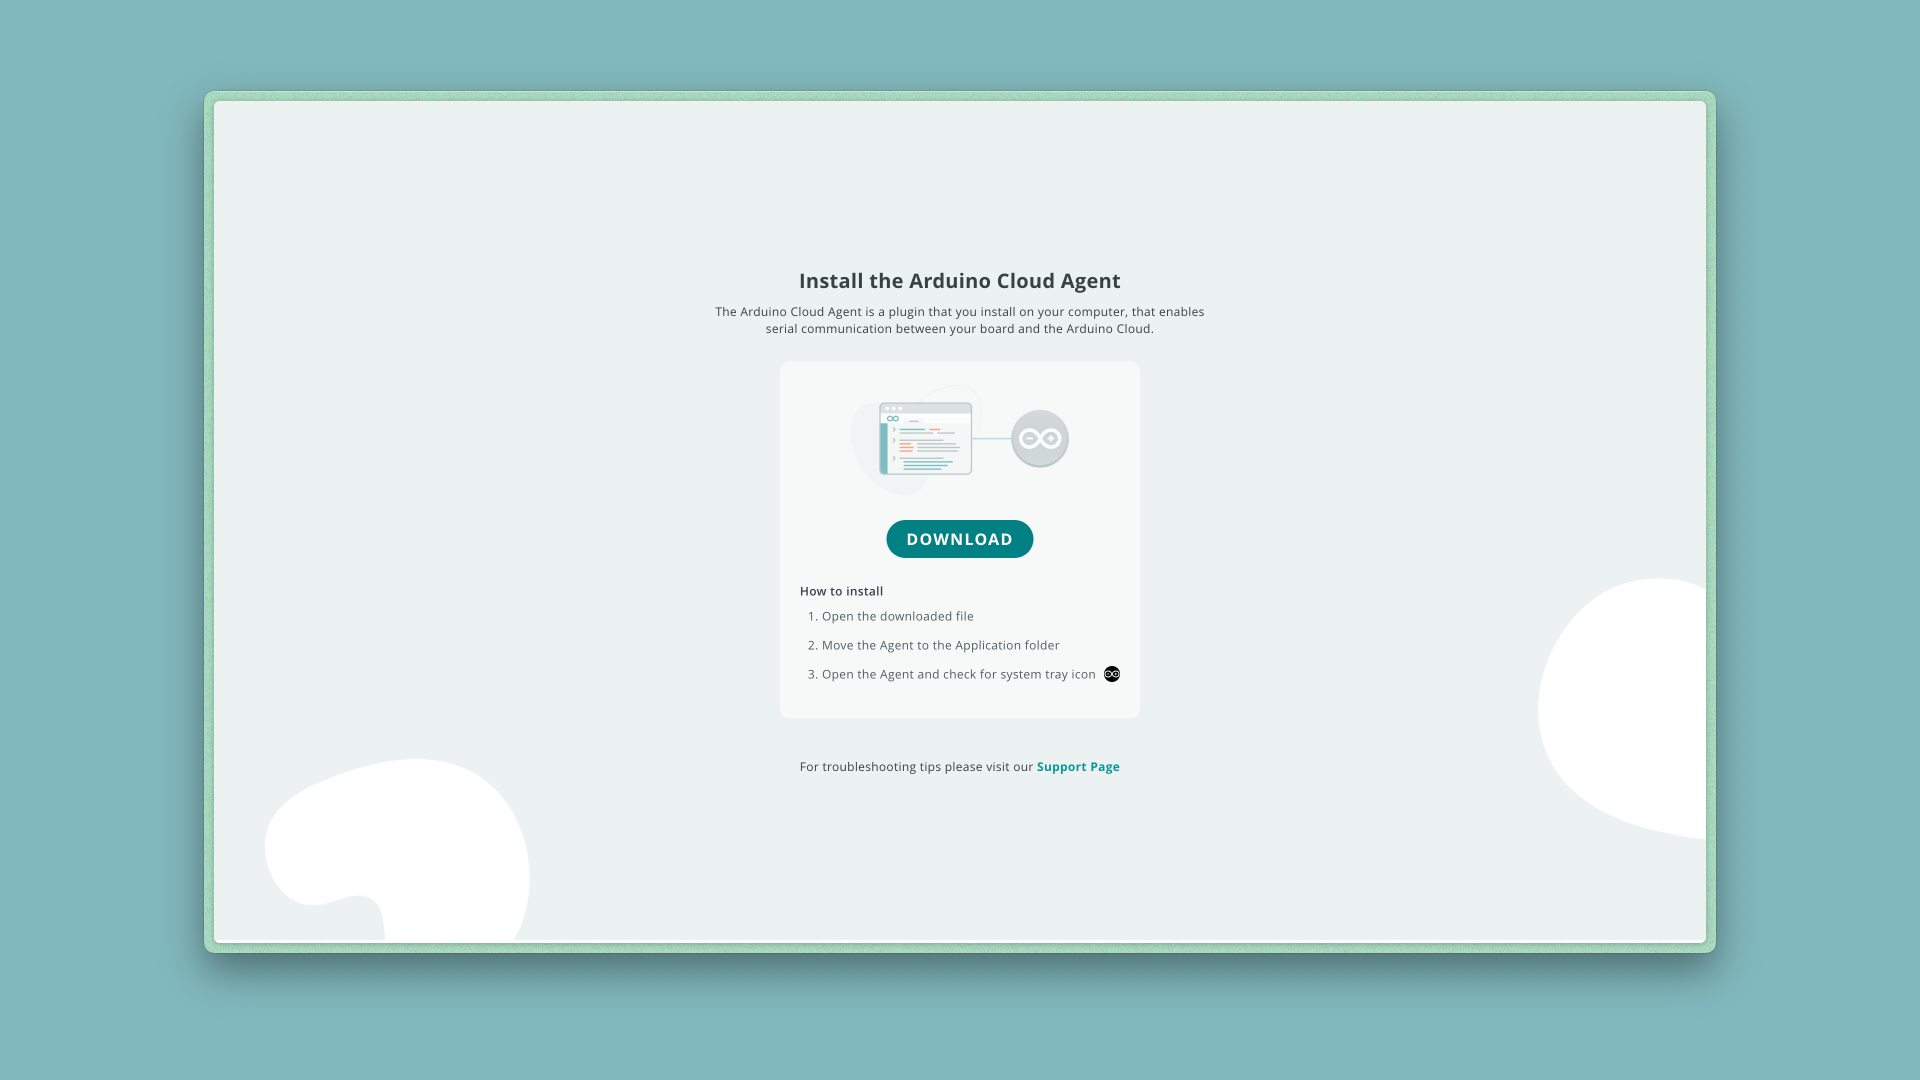 Install the Arduino Cloud Agent
The Arduino Cloud Agent is a plugin that you install on your computer, that enables
serial communication between your board and the Arduino Cloud.
DOWNLOAD
How to install
1. Open the downloaded file
2. Move the Agent to the Application folder
3. Open the Agent and check for system tray icon
For troubleshooting tips please visit our Support Page